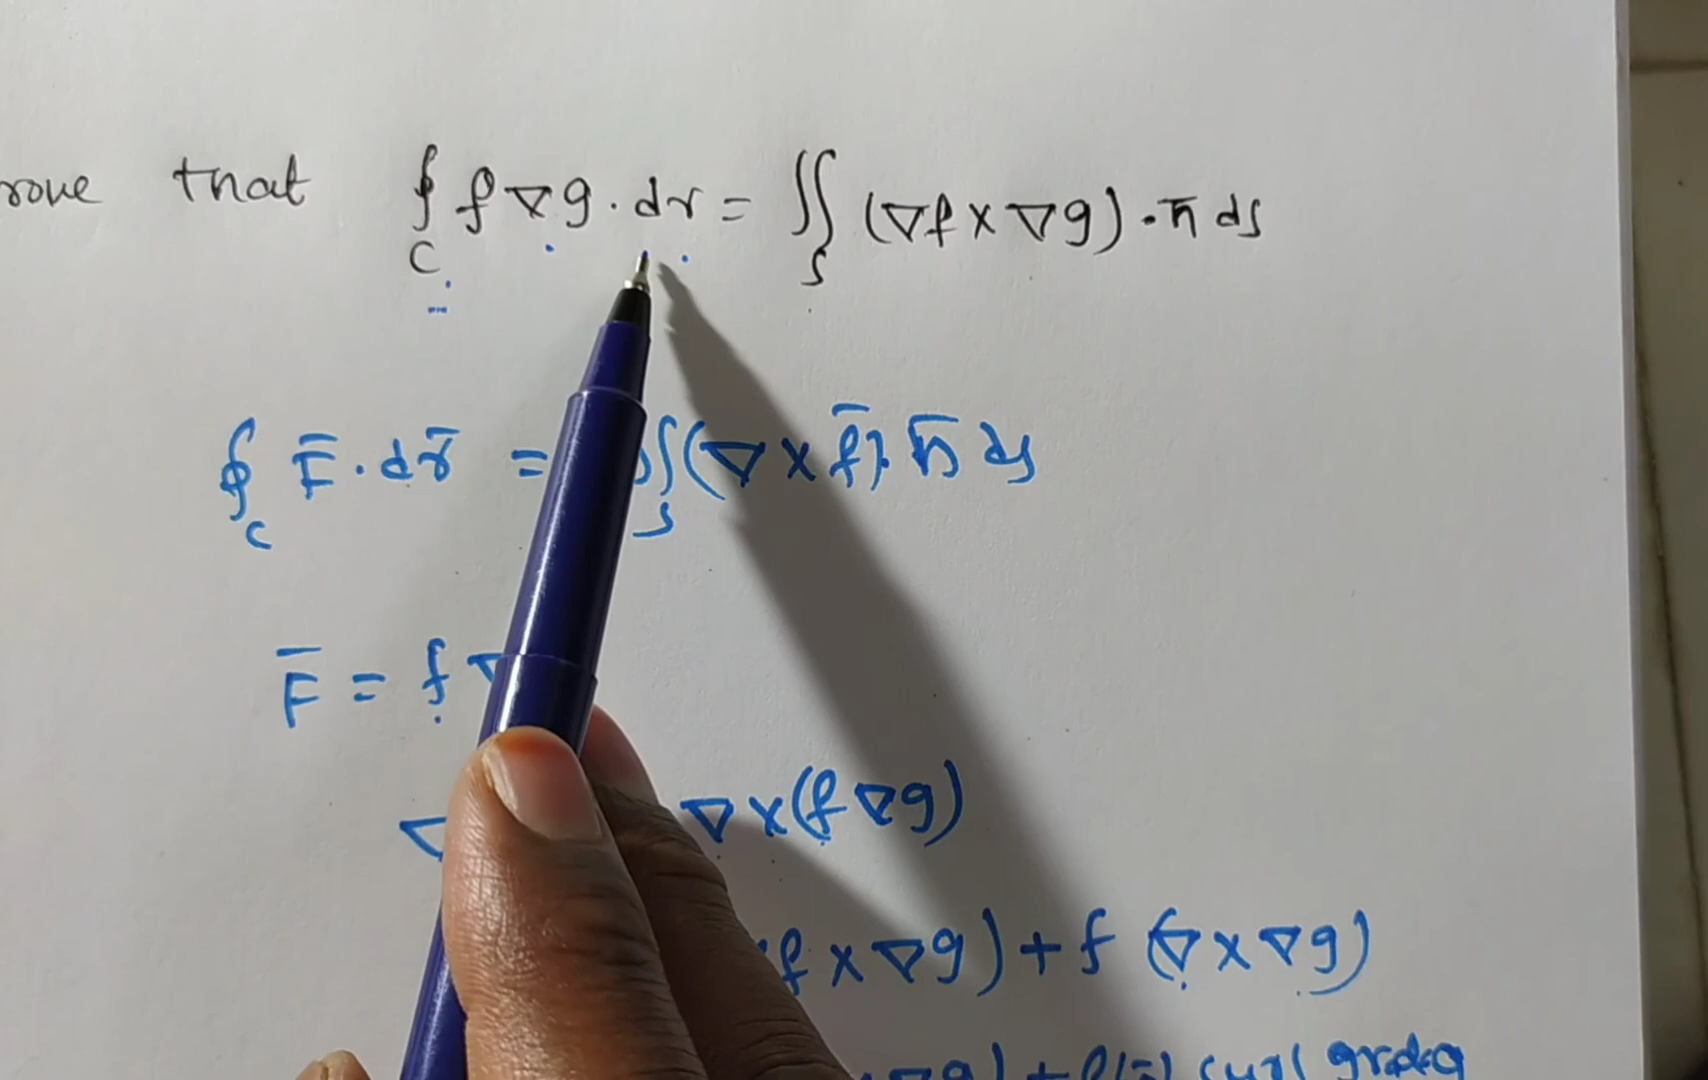 rove that ∮_C f ∇g · dr = ∬_S (∇f × ∇g) · n̄ ds
∮_C F̄ · dr̄ = ∬_S (∇ × f̄) · n̄ ds
F̄ = f ∇
∇ ∇ × (f ∇g)
f × ∇g) + f (∇ × ∇g)
∇g) +